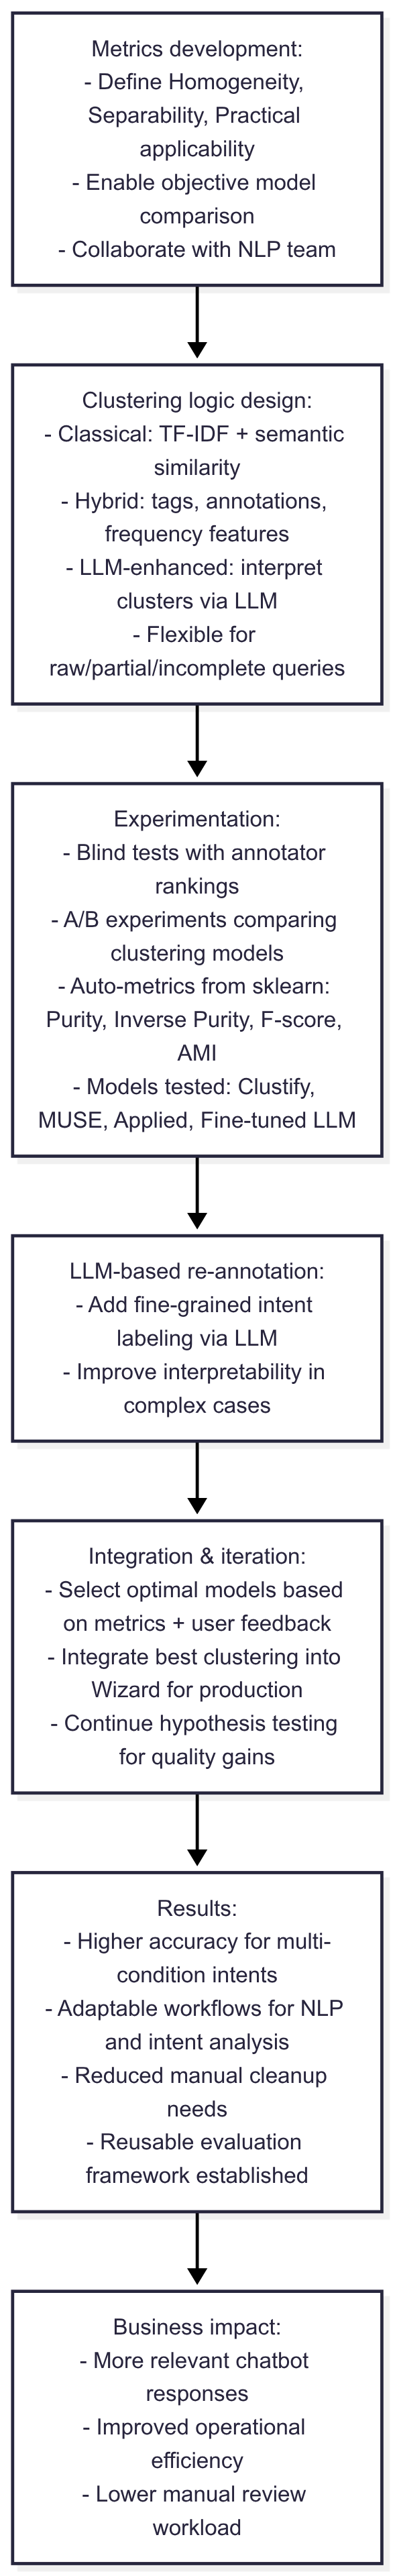 Metrics development:
- Define Homogeneity,
Separability, Practical
applicability
- Enable objective model
comparison
- Collaborate with NLP team
Clustering logic design:
- Classical: TF-IDF + semantic
similarity
- Hybrid: tags, annotations,
frequency features
- LLM-enhanced: interpret
clusters via LLM
- Flexible for
raw/partial/incomplete queries
Experimentation:
- Blind tests with annotator
rankings
- A/B experiments comparing
clustering models
- Auto-metrics from sklearn:
Purity, Inverse Purity, F-score,
AMI
- Models tested: Clustify,
MUSE, Applied, Fine-tuned LLM
LLM-based re-annotation:
- Add fine-grained intent
labeling via LLM
- Improve interpretability in
complex cases
Integration & iteration:
- Select optimal models based
on metrics + user feedback
- Integrate best clustering into
Wizard for production
- Continue hypothesis testing
for quality gains
Results:
- Higher accuracy for multi-
condition intents
- Adaptable workflows for NLP
and intent analysis
- Reduced manual cleanup
needs
- Reusable evaluation
framework established
Business impact:
- More relevant chatbot
responses
- Improved operational
efficiency
- Lower manual review
workload